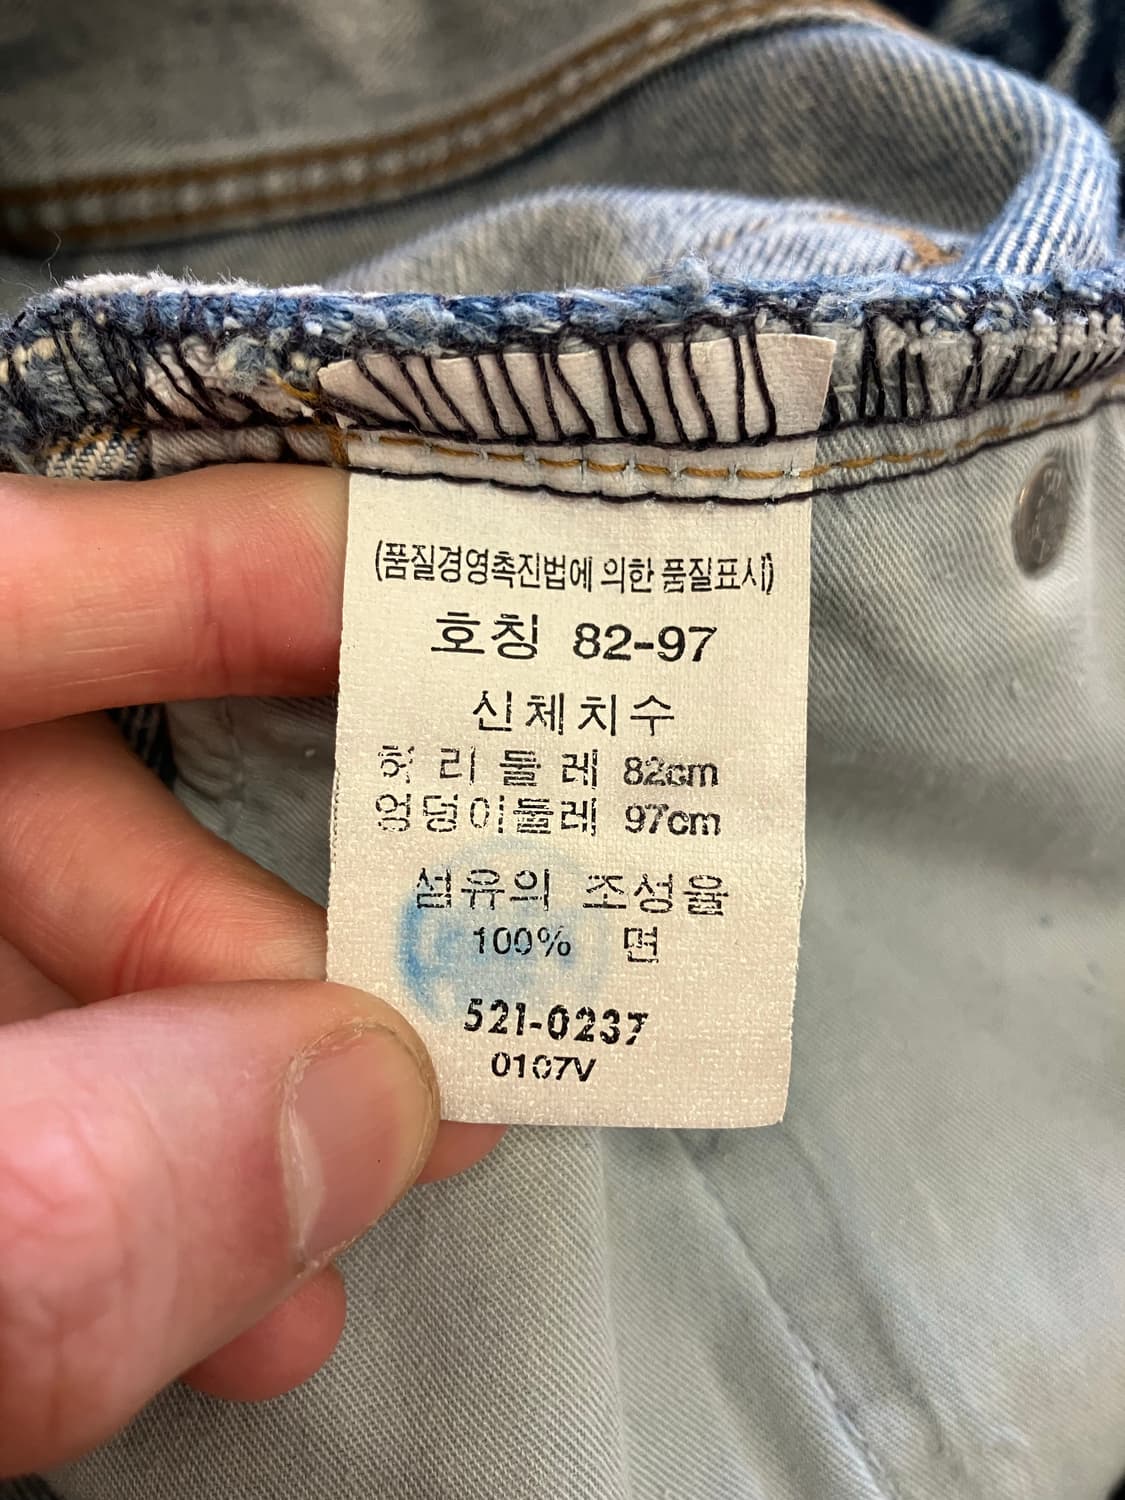 (품질경영촉진법에 의한 품질표시)
호칭 82-97
신체치수
허리둘레 82cm
엉덩이둘레 97cm
섬유의 조성율
100% 면
521-0237
0107V